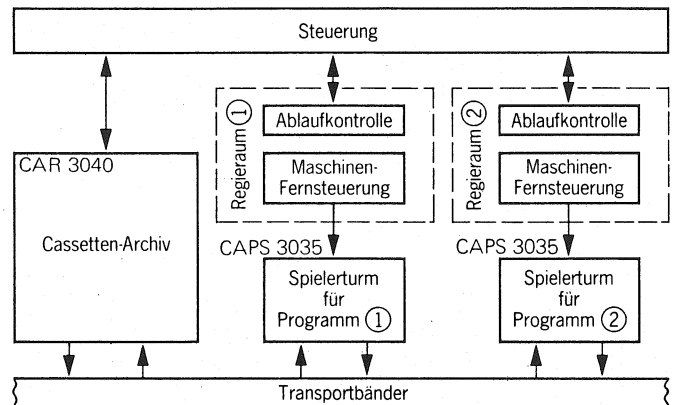 Steuerung
CAR 3040
Cassetten-Archiv
Regieraum ①
Ablaufkontrolle
Maschinen-
Fernsteuerung
CAPS 3035
Spielerturm
für
Programm ①
Regieraum ②
Ablaufkontrolle
Maschinen-
Fernsteuerung
CAPS 3035
Spielerturm
für
Programm ②
Transportbänder